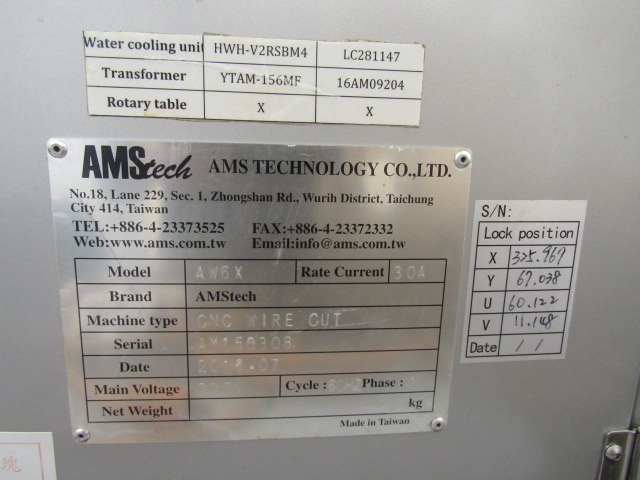 Water cooling unit HWH-V2RSBM4 LC281147
Transformer YTAM-156MF 16AM09204
Rotary table X X
AMStech AMS TECHNOLOGY CO.,LTD.
No.18, Lane 229, Sec. 1, Zhongshan Rd., Wurih District, Taichung
City 414, Taiwan
TEL:+886-4-23373525 FAX:+886-4-23372332
Web:www.ams.com.tw Email:info@ams.com.tw
Model AW6X Rate Current 30A
Brand AMStech
Machine type CNC WIRE CUT
Serial
Date 2016.07
Main Voltage Cycle: Phase:
Net Weight kg
Made in Taiwan
S/N:
Lock position
X 335.967
Y 67.038
U 60.122
V 11.148
Date / /
塊